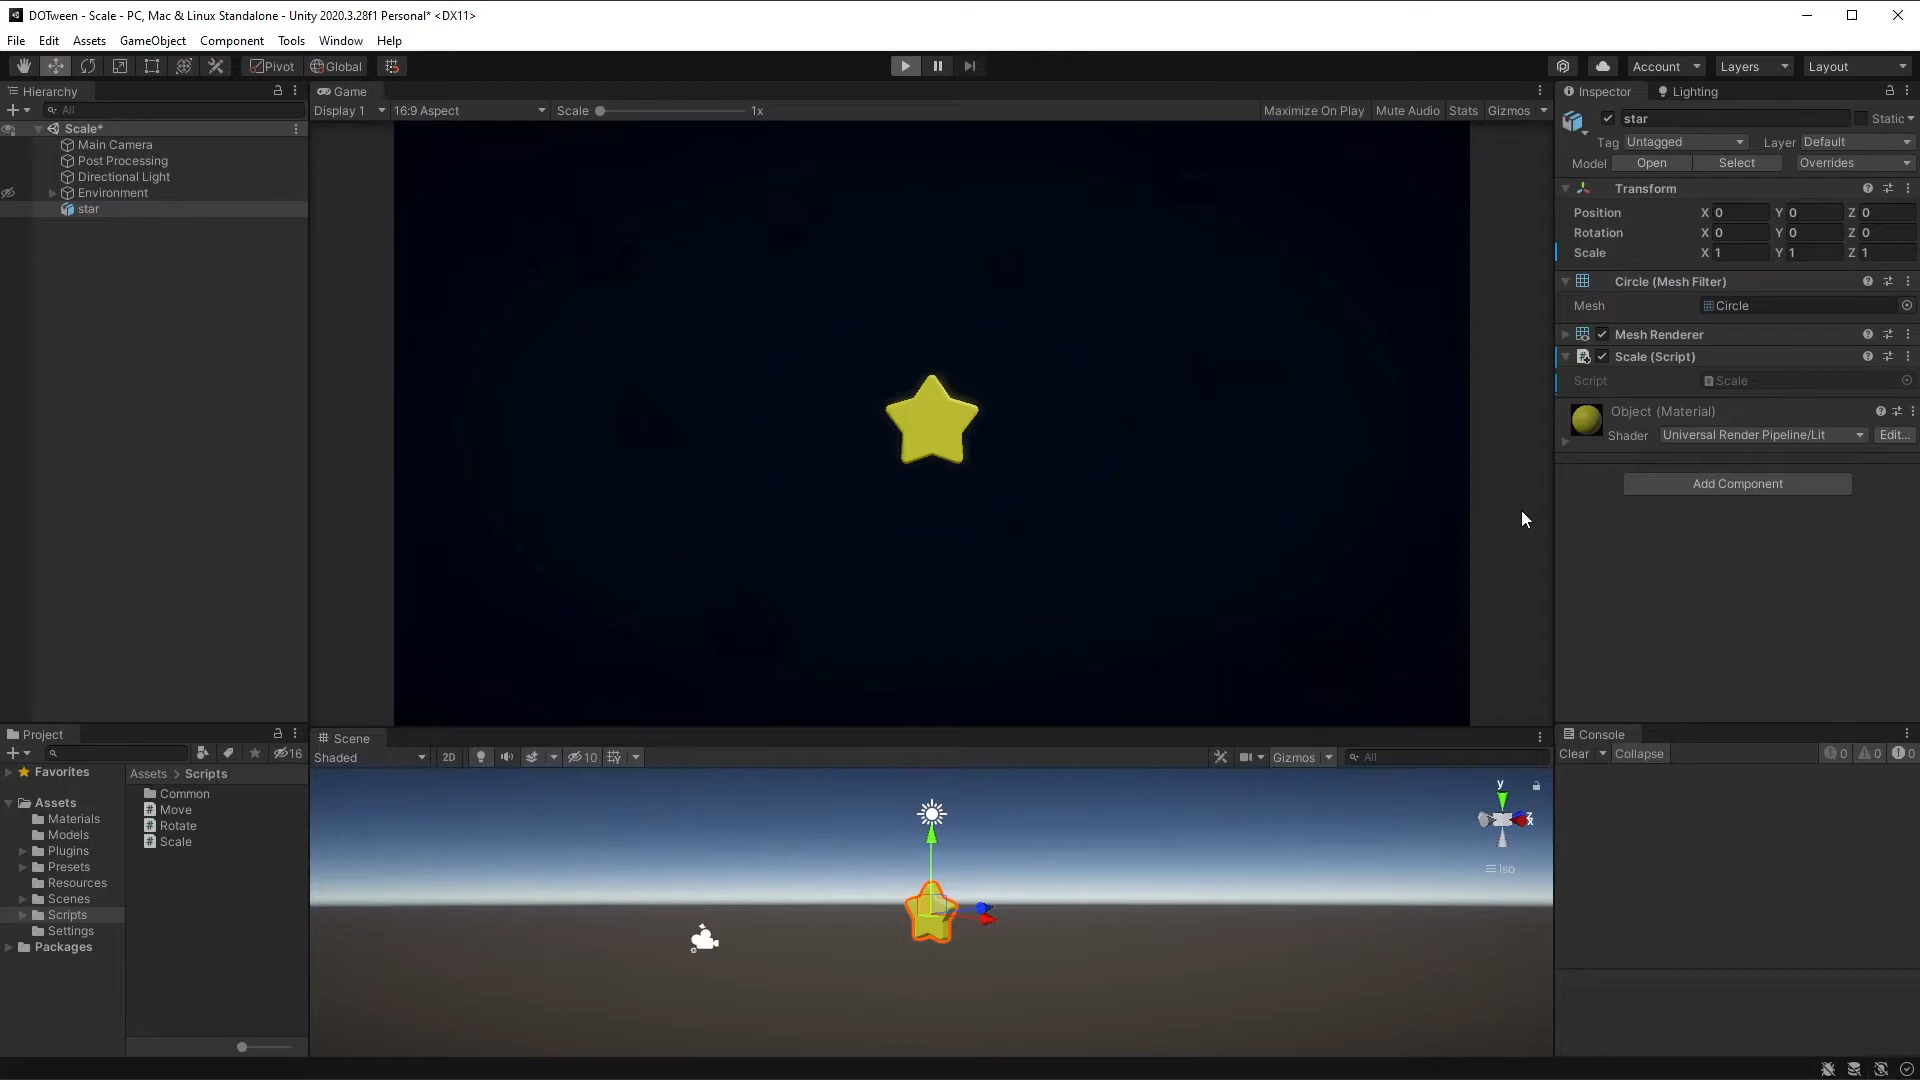 DOTween - Scale - PC, Mac & Linux Standalone - Unity 2020.3.28f1 Personal* <DX11>
File Edit Assets GameObject Component Tools Window Help
Pivot Global Account Layers Layout
Hierarchy
All
Scale*
Main Camera
Post Processing
Directional Light
Environment
star
Game
Display 1 16:9 Aspect Scale 1x Maximize On Play Mute Audio Stats Gizmos
Inspector Lighting
star Static
Tag Untagged Layer Default
Model Open Select Overrides
Transform
Position X 0 Y 0 Z 0
Rotation X 0 Y 0 Z 0
Scale X 1 Y 1 Z 1
Circle (Mesh Filter)
Mesh Circle
Mesh Renderer
Scale (Script)
Script Scale
Object (Material)
Shader Universal Render Pipeline/Lit Edit...
Add Component
Project
16
Favorites
Assets
Materials
Models
Plugins
Presets
Resources
Scenes
Scripts
Settings
Packages
Assets > Scripts
Common
Move
Rotate
Scale
Scene
Shaded 2D 10 Gizmos All
y
Iso
Console
Clear Collapse 0 0 0